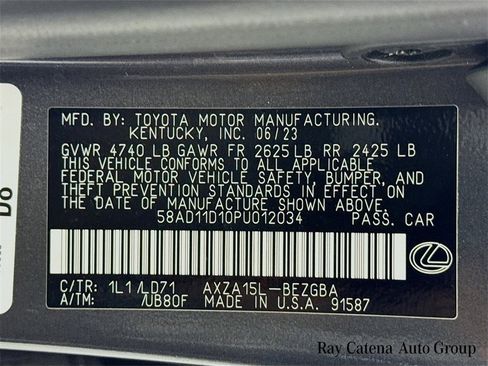 MFD. BY: TOYOTA MOTOR MANUFACTURING.
KENTUCKY, INC. 06/23
GVWR 4740 LB GAWR FR 2625 LB RR 2425 LB
THIS VEHICLE CONFORMS TO ALL APPLICABLE
FEDERAL MOTOR VEHICLE SAFETY, BUMPER, AND
THEFT PREVENTION STANDARDS IN EFFECT ON
THE DATE OF MANUFACTURE SHOWN ABOVE.
58AD11D10PU012034 PASS. CAR
C/TR: 1L1/LD71 AXZA15L-BEZGBA
A/TM: /UB80F MADE IN U.S.A. 91587
Ray Catena Auto Group